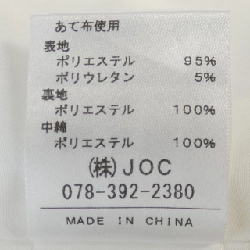 あて布使用
表地
ポリエステル 95%
ポリウレタン 5%
裏地
ポリエステル 100%
中綿
ポリエステル 100%
㈱JOC
078-392-2380
MADE IN CHINA